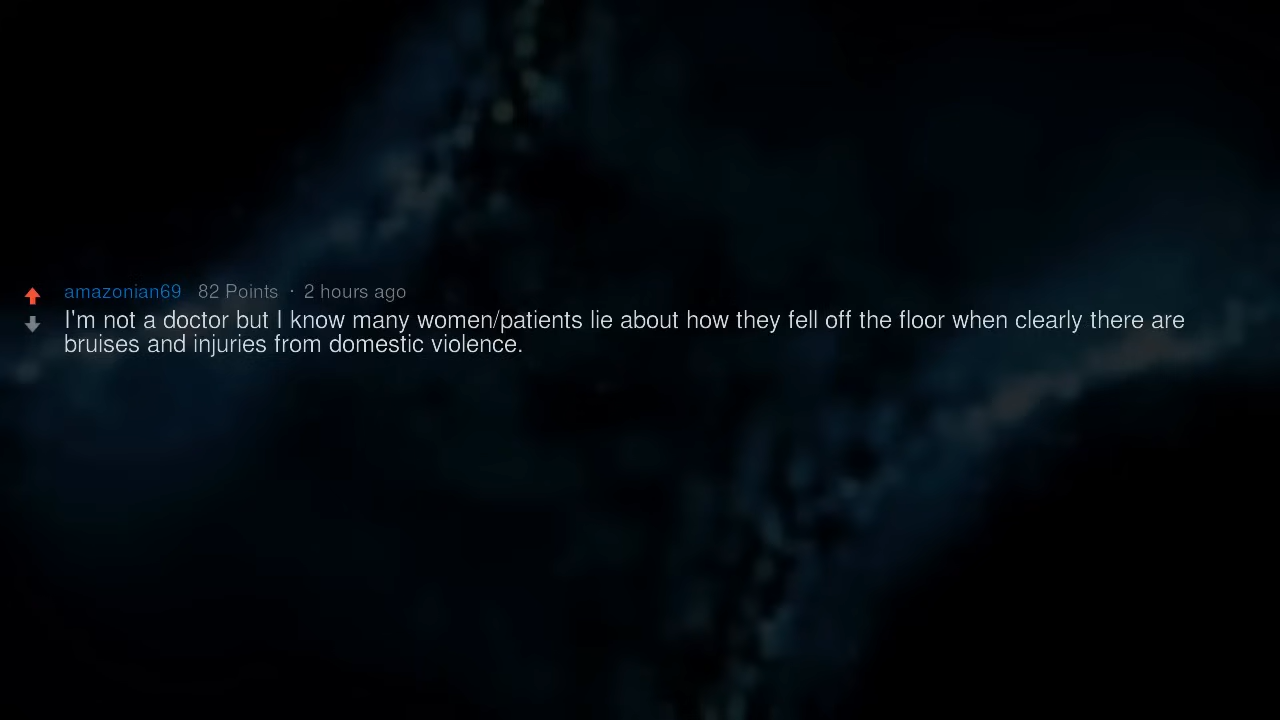 amazonian69 82 Points · 2 hours ago
I'm not a doctor but I know many women/patients lie about how they fell off the floor when clearly there are
bruises and injuries from domestic violence.